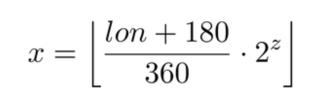 x = ⌊ (lon + 180) / 360 · 2^z ⌋